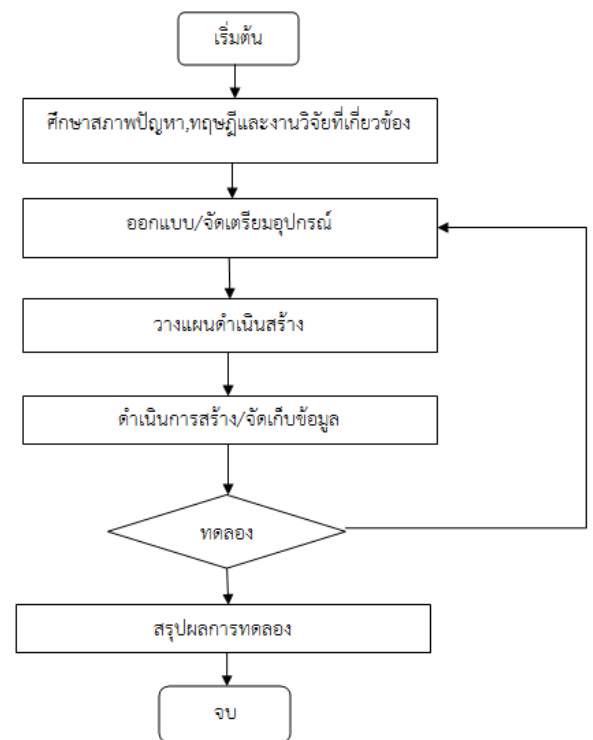 เริ่มต้น
ศึกษาสภาพปัญหา,ทฤษฎีและงานวิจัยที่เกี่ยวข้อง
ออกแบบ/จัดเตรียมอุปกรณ์
วางแผนดำเนินสร้าง
ดำเนินการสร้าง/จัดเก็บข้อมูล
ทดลอง
สรุปผลการทดลอง
จบ